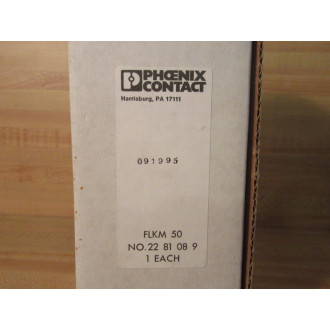 PHOENIX
CONTACT
Harrisburg, PA 17111
091995
FLKM 50
NO.22 81 08 9
1 EACH